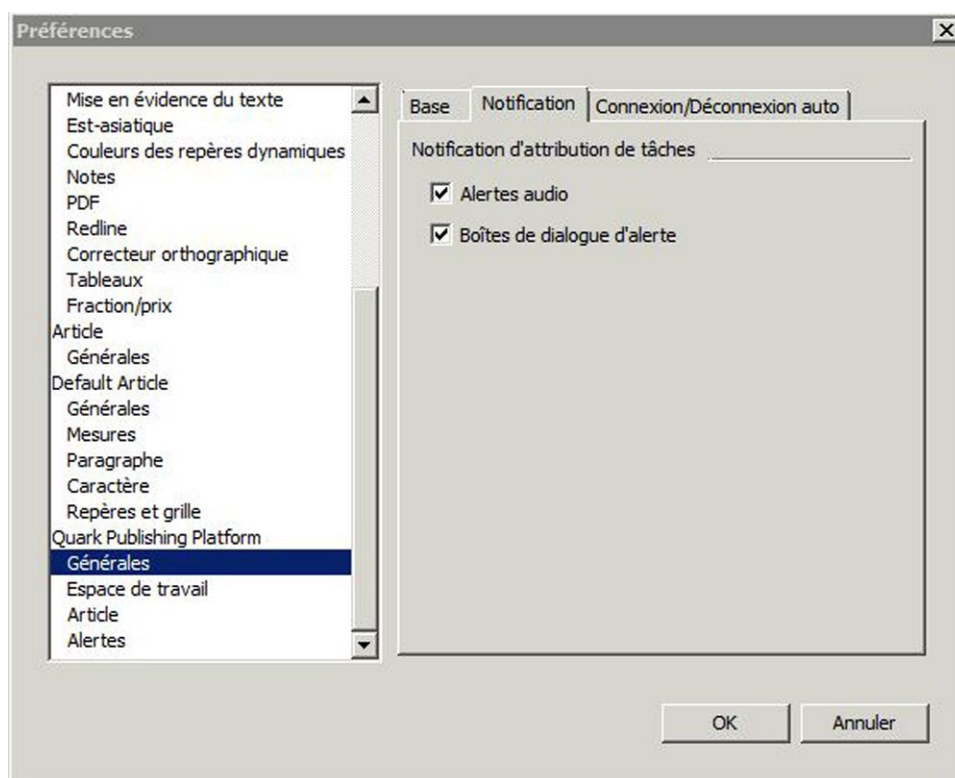 Préférences
Mise en évidence du texte
Est-asiatique
Couleurs des repères dynamiques
Notes
PDF
Redline
Correcteur orthographique
Tableaux
Fraction/prix
Article
Générales
Default Article
Générales
Mesures
Paragraphe
Caractère
Repères et grille
Quark Publishing Platform
Générales
Espace de travail
Article
Alertes
Base Notification Connexion/Déconnexion auto
Notification d'attribution de tâches
Alertes audio
Boîtes de dialogue d'alerte
OK Annuler